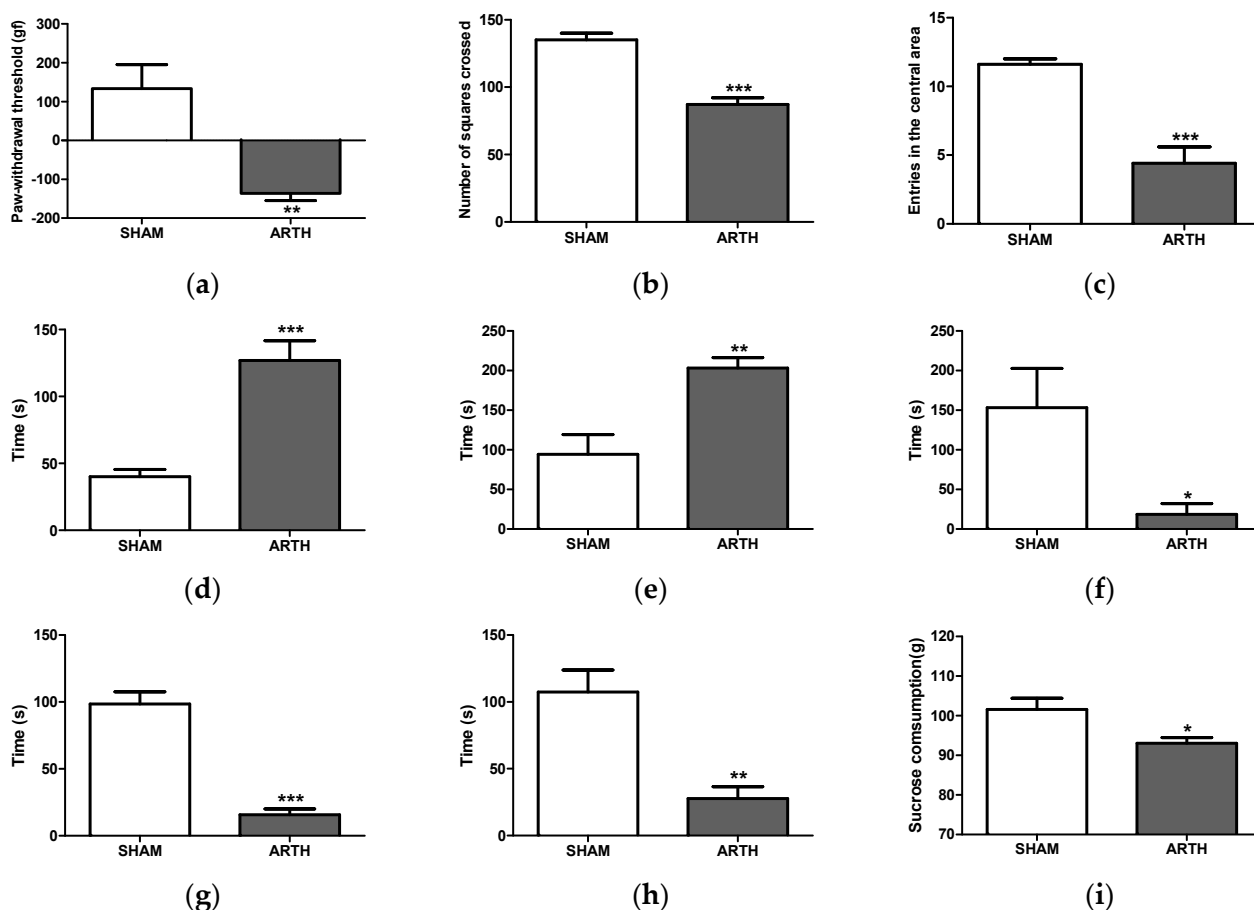 Paw-withdrawal threshold (gf)
300
200
100
0
-100
-200
**
SHAM ARTH
(a)
Number of squares crossed
150
100
50
0
***
SHAM ARTH
(b)
Entries in the central area
15
10
5
0
***
SHAM ARTH
(c)
Time (s)
150
100
50
0
***
SHAM ARTH
(d)
Time (s)
250
200
150
100
50
0
**
SHAM ARTH
(e)
Time (s)
250
200
150
100
50
0
*
SHAM ARTH
(f)
Time (s)
150
100
50
0
***
SHAM ARTH
(g)
Time (s)
150
100
50
0
**
SHAM ARTH
(h)
Sucrose comsumption(g)
120
110
100
90
80
70
*
SHAM ARTH
(i)